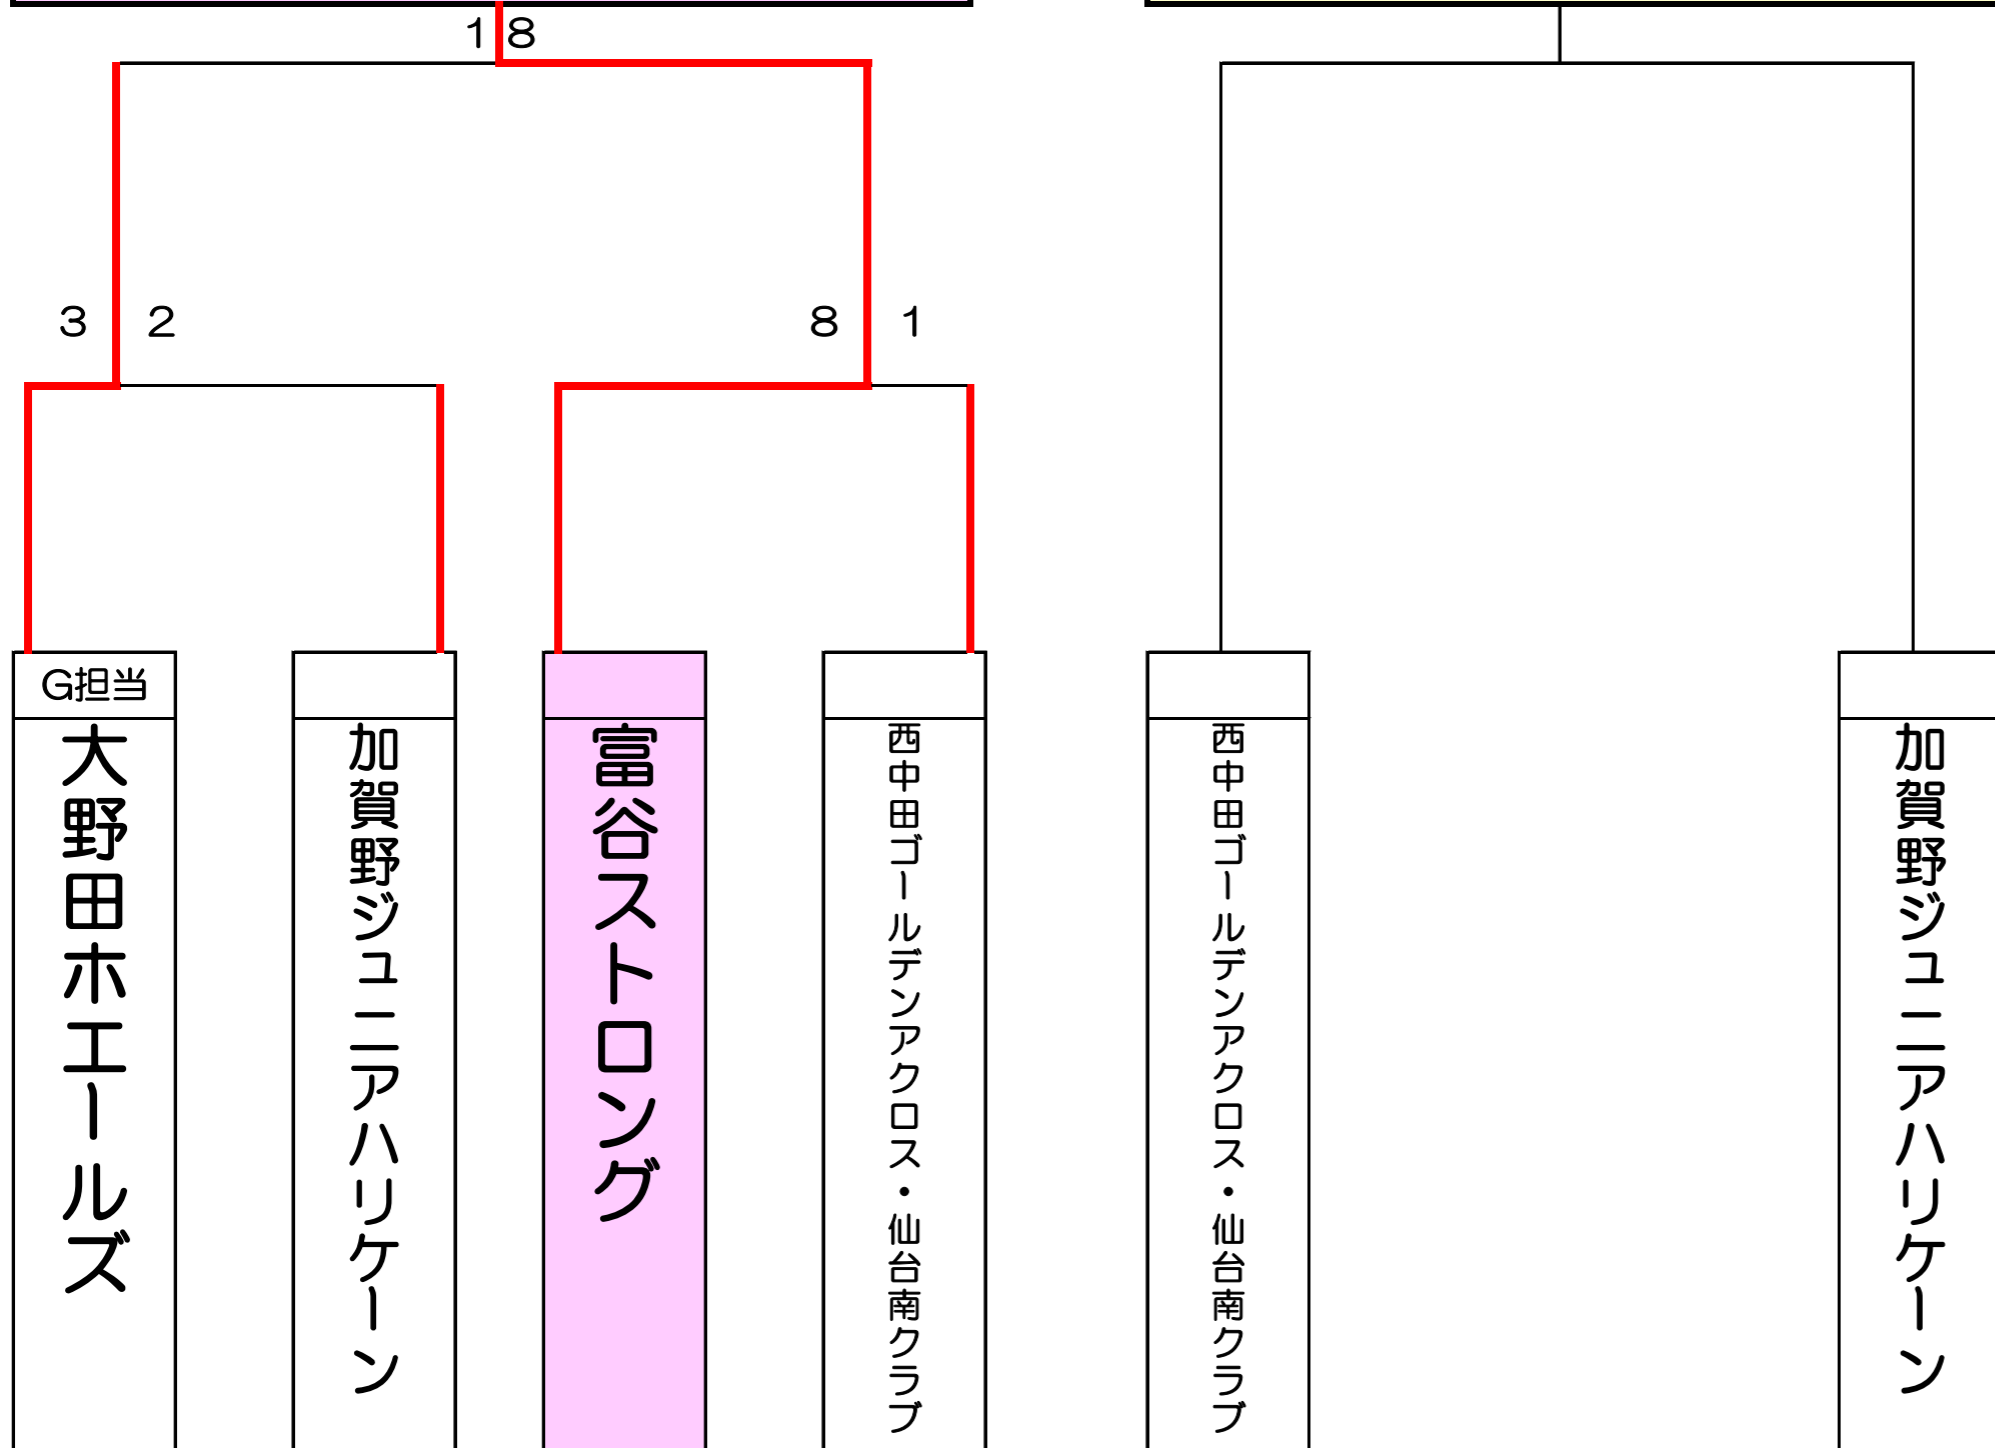 1 8
3 2
8 1
G担当
大野田ホエールズ
加賀野ジュニアハリケーン
富谷ストロング
西中田ゴールデンアクロス・仙台南クラブ
西中田ゴールデンアクロス・仙台南クラブ
加賀野ジュニアハリケーン